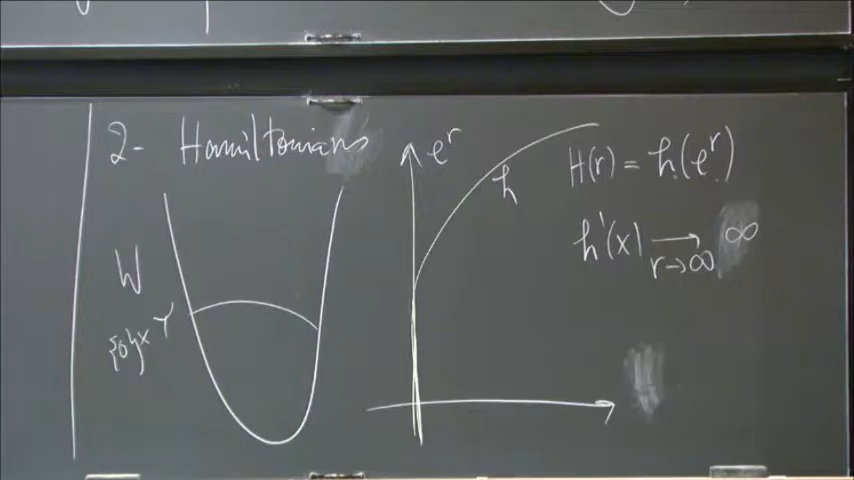 2- Hamiltonians
e^r
h
H(r) = h(e^r)
h'(x) → ∞
r→∞
W
{0}×Y